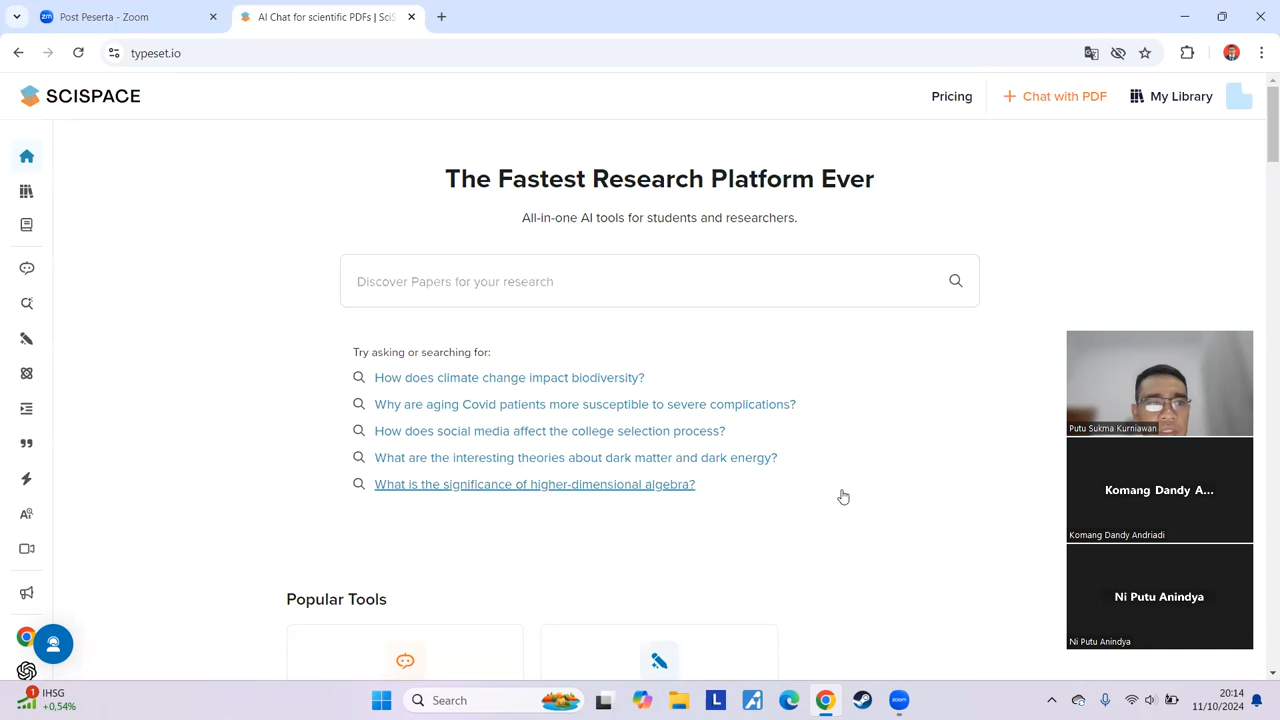 Post Peserta - Zoom
AI Chat for scientific PDFs | SciS
typeset.io
SCISPACE
Pricing
Chat with PDF
My Library
The Fastest Research Platform Ever
All-in-one AI tools for students and researchers.
Discover Papers for your research
Try asking or searching for:
How does climate change impact biodiversity?
Why are aging Covid patients more susceptible to severe complications?
How does social media affect the college selection process?
What are the interesting theories about dark matter and dark energy?
What is the significance of higher-dimensional algebra?
Popular Tools
Putu Sukma Kurniawan
Komang Dandy A...
Komang Dandy Andriadi
Ni Putu Anindya
Ni Putu Anindya
1
IHSG
+0,54%
Search
zoom
20:14
11/10/2024